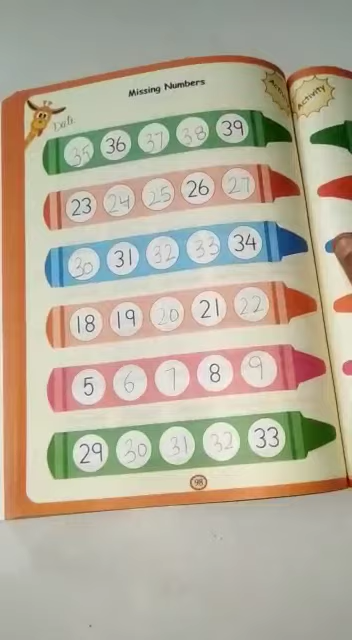 Missing Numbers
Activity
Date
35 36 37 38 39
23 24 25 26 27
30 31 32 33 34
18 19 20 21 22
5 6 7 8 9
29 30 31 32 33
98